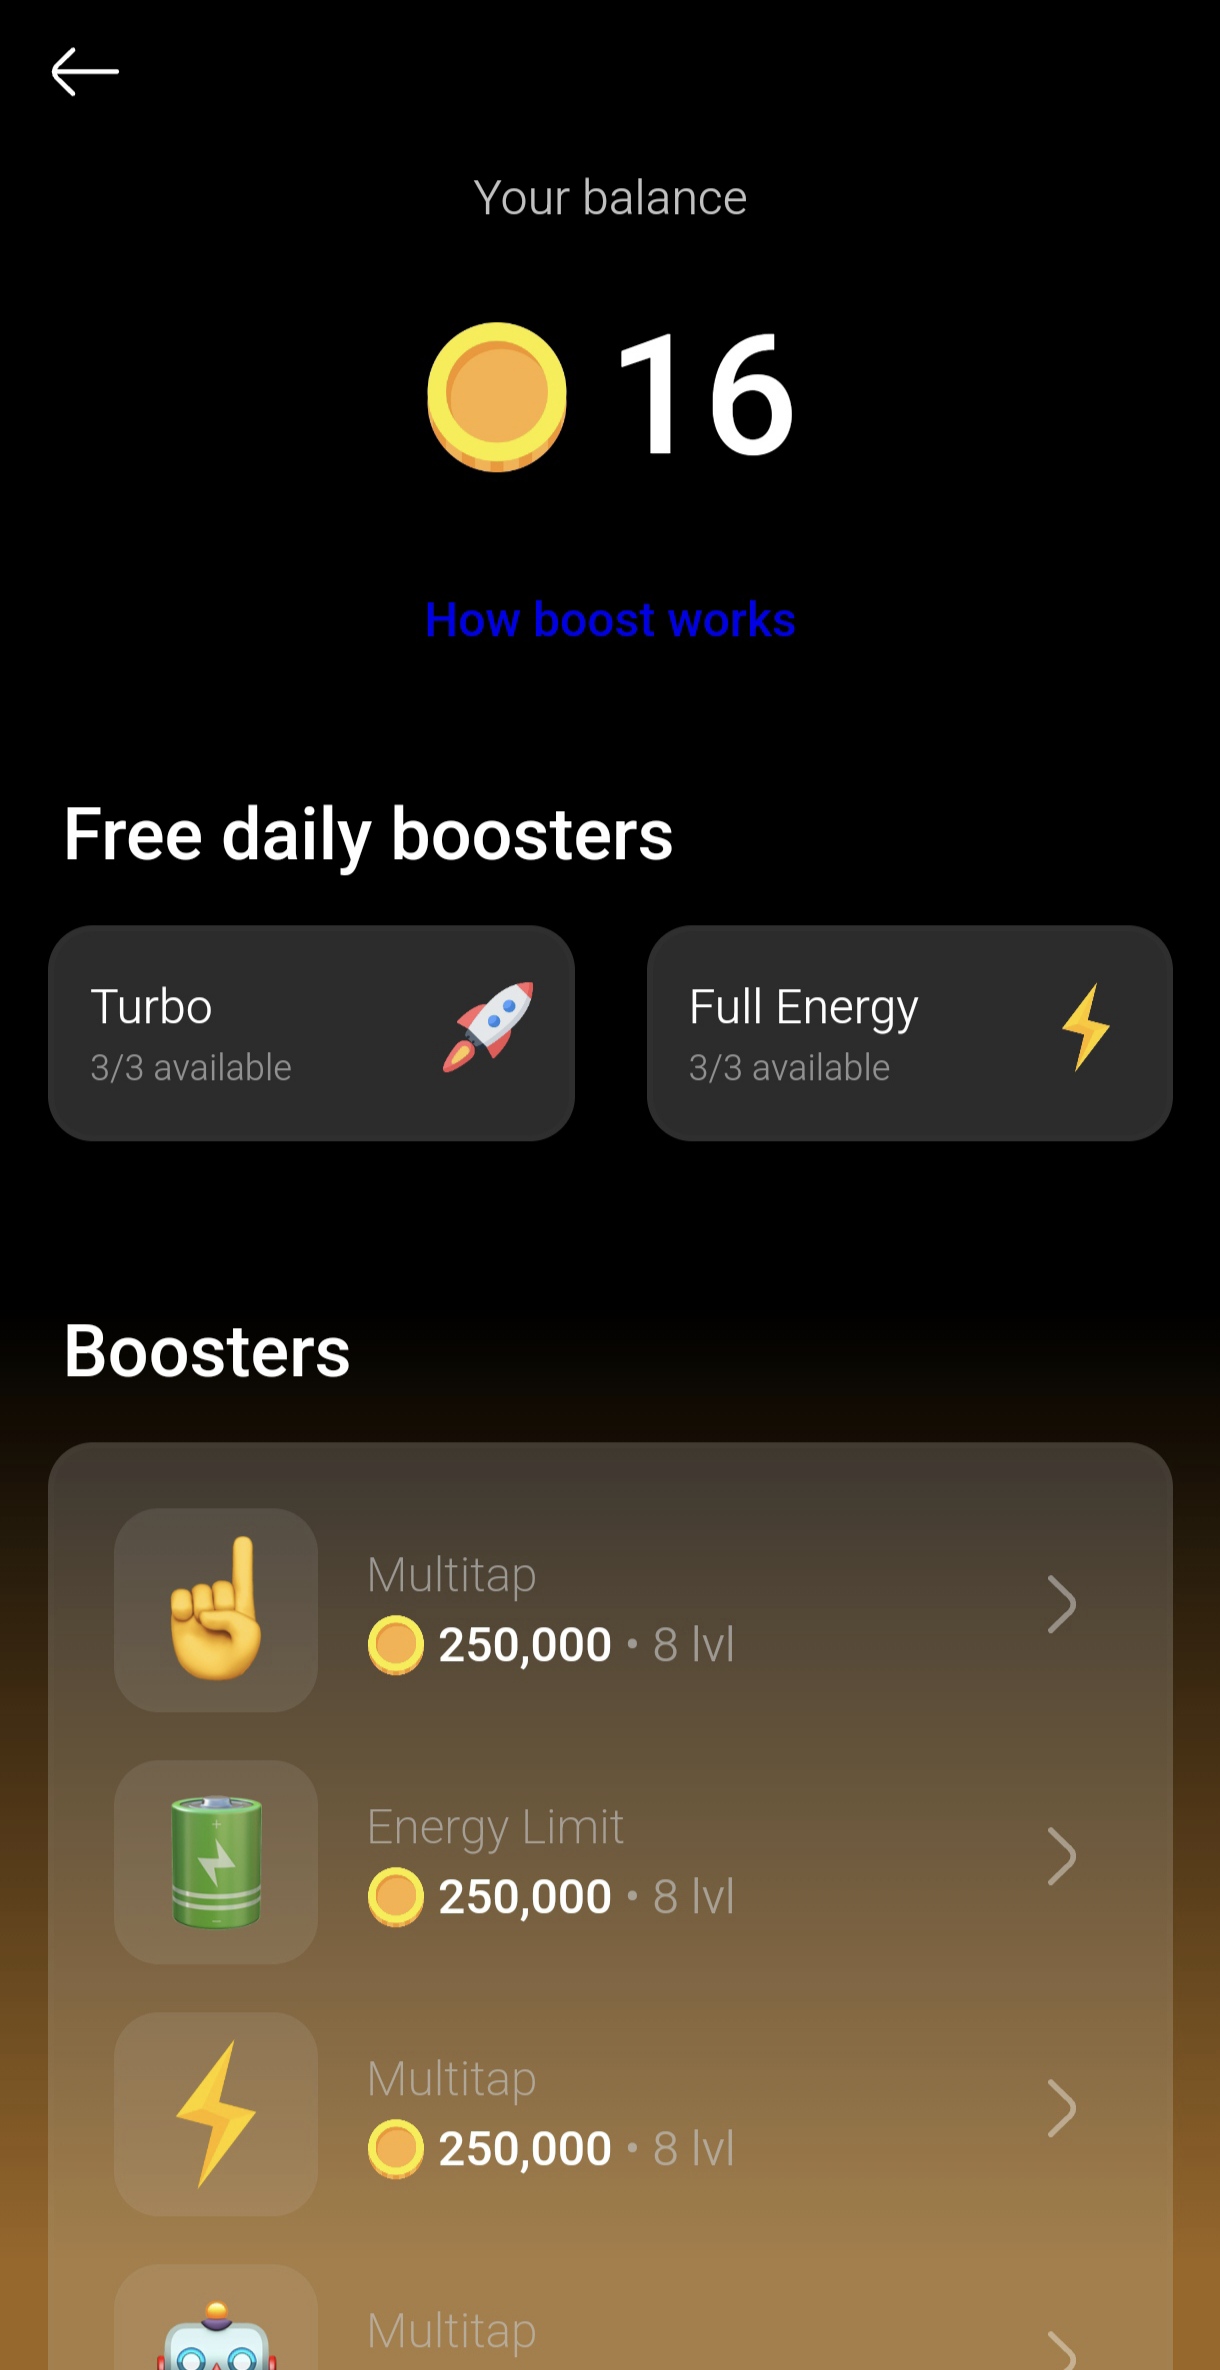 Your balance
16
How boost works
Free daily boosters
Turbo
3/3 available
Full Energy
3/3 available
Boosters
Multitap
250,000 • 8 lvl
Energy Limit
250,000 • 8 lvl
Multitap
250,000 • 8 lvl
Multitap